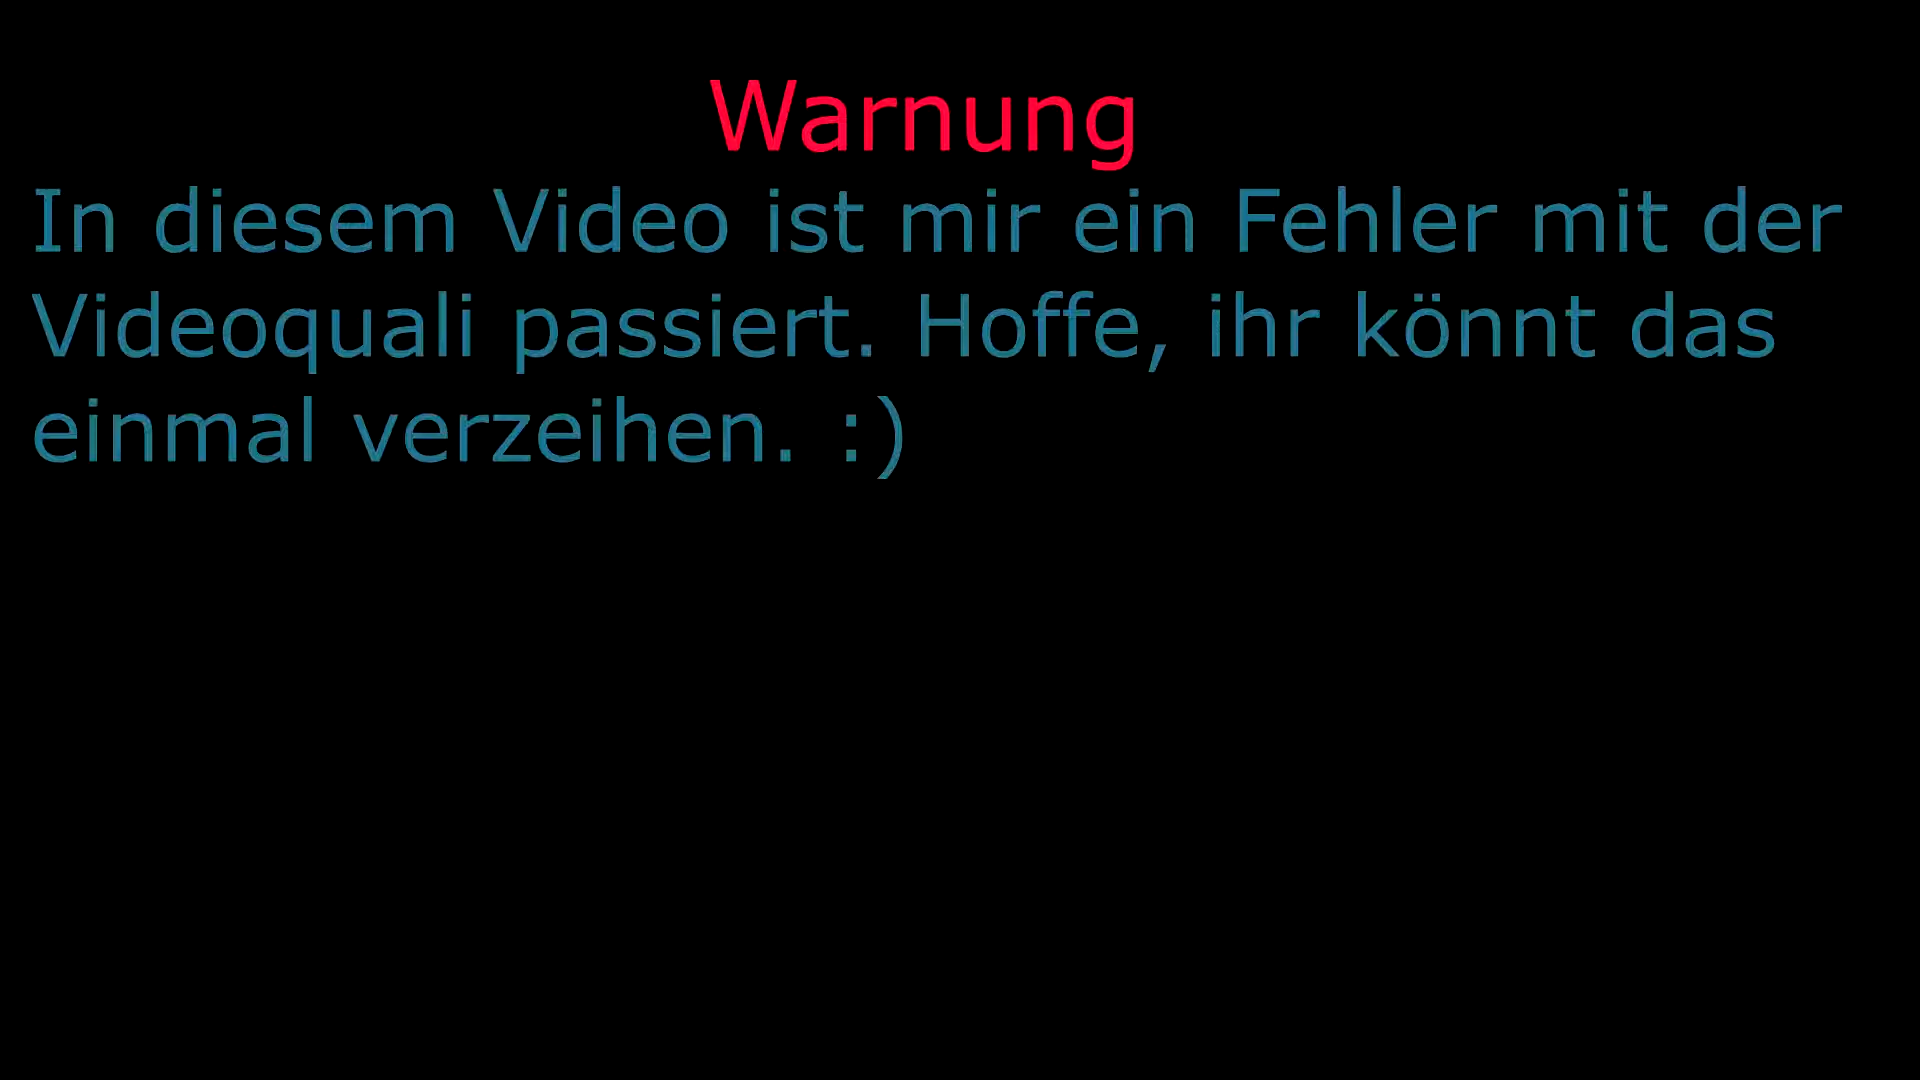 Warnung
In diesem Video ist mir ein Fehler mit der
Videoquali passiert. Hoffe, ihr könnt das
einmal verzeihen. :)